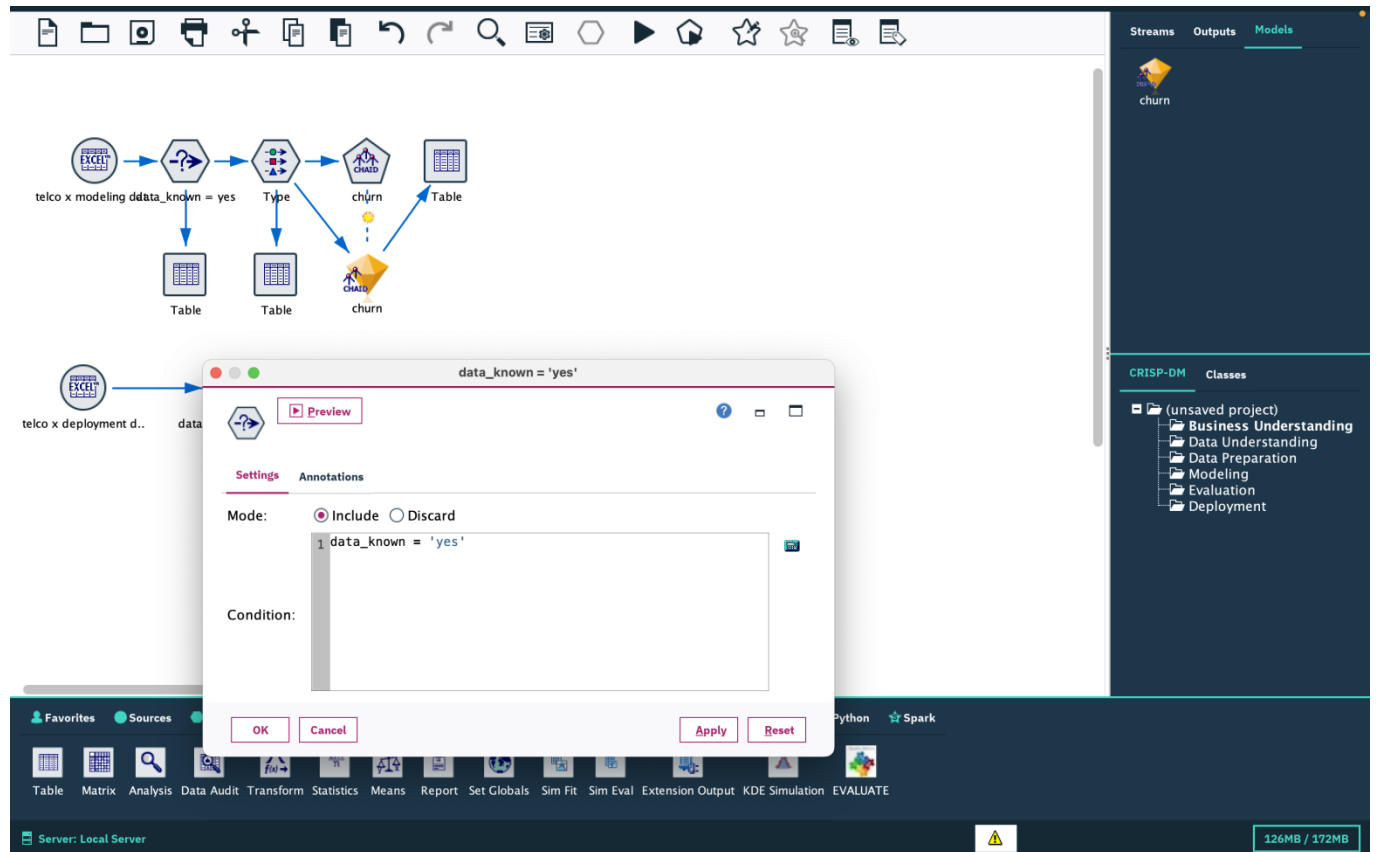 Streams Outputs Models
churn
EXCEL™
CHAID
telco x modeling dat..
data_known = yes
Type
churn
Table
CHAID
Table
Table
churn
EXCEL™
telco x deployment d..
data
data_known = 'yes'
Preview
?
Settings Annotations
Mode: Include Discard
1 data_known = 'yes'
Condition:
OK Cancel Apply Reset
CRISP-DM Classes
(unsaved project)
Business Understanding
Data Understanding
Data Preparation
Modeling
Evaluation
Deployment
Favorites Sources Python Spark
Table Matrix Analysis Data Audit Transform Statistics Means Report Set Globals Sim Fit Sim Eval Extension Output KDE Simulation EVALUATE
Server: Local Server
126MB / 172MB